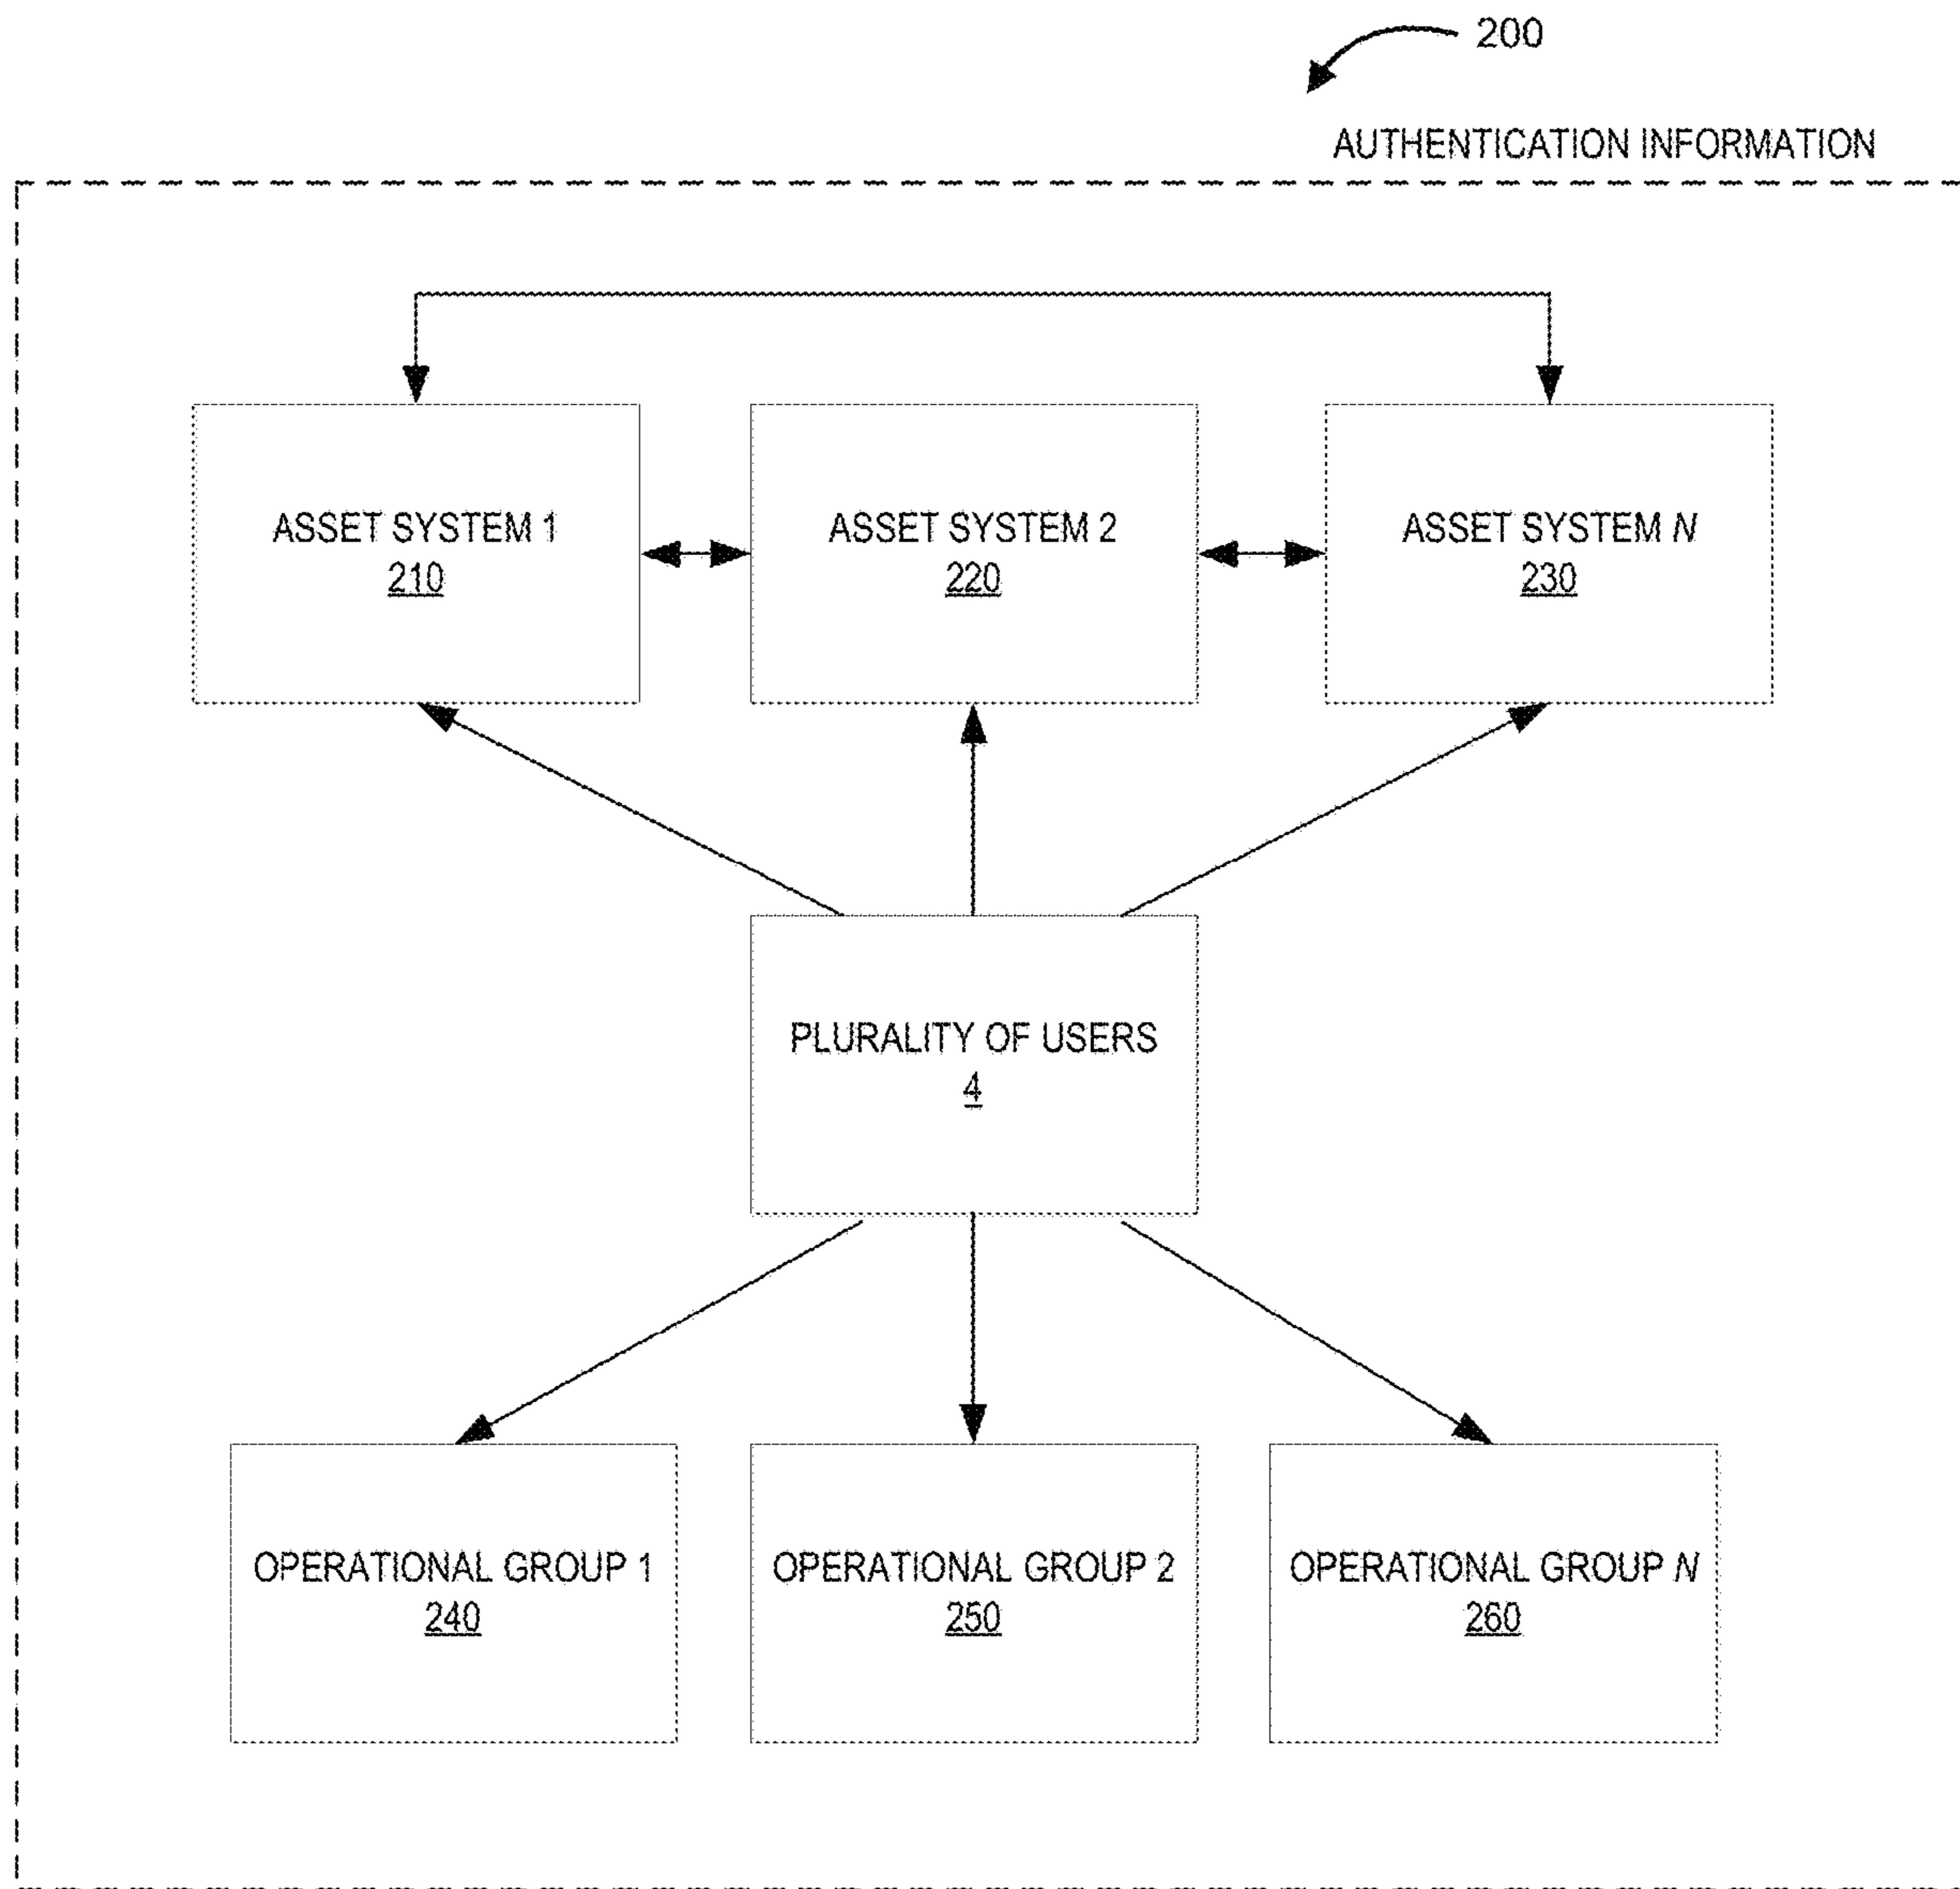 200
AUTHENTICATION INFORMATION
ASSET SYSTEM 1
210
ASSET SYSTEM 2
220
ASSET SYSTEM N
230
PLURALITY OF USERS
4
OPERATIONAL GROUP 1
240
OPERATIONAL GROUP 2
250
OPERATIONAL GROUP N
260